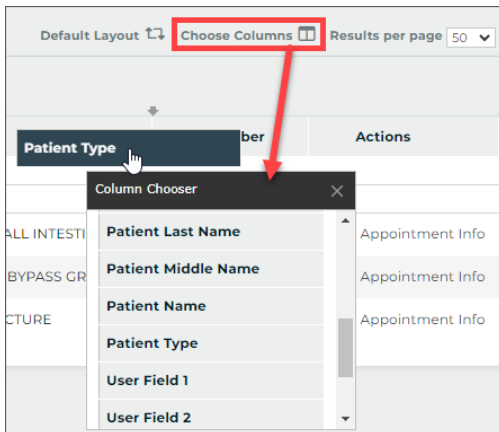 Default Layout Choose Columns Results per page 50
Patient Type ber Actions
Column Chooser
ALL INTESTI Patient Last Name Appointment Info
Patient Middle Name
BYPASS GR Appointment Info
Patient Name
CTURE Appointment Info
Patient Type
User Field 1
User Field 2